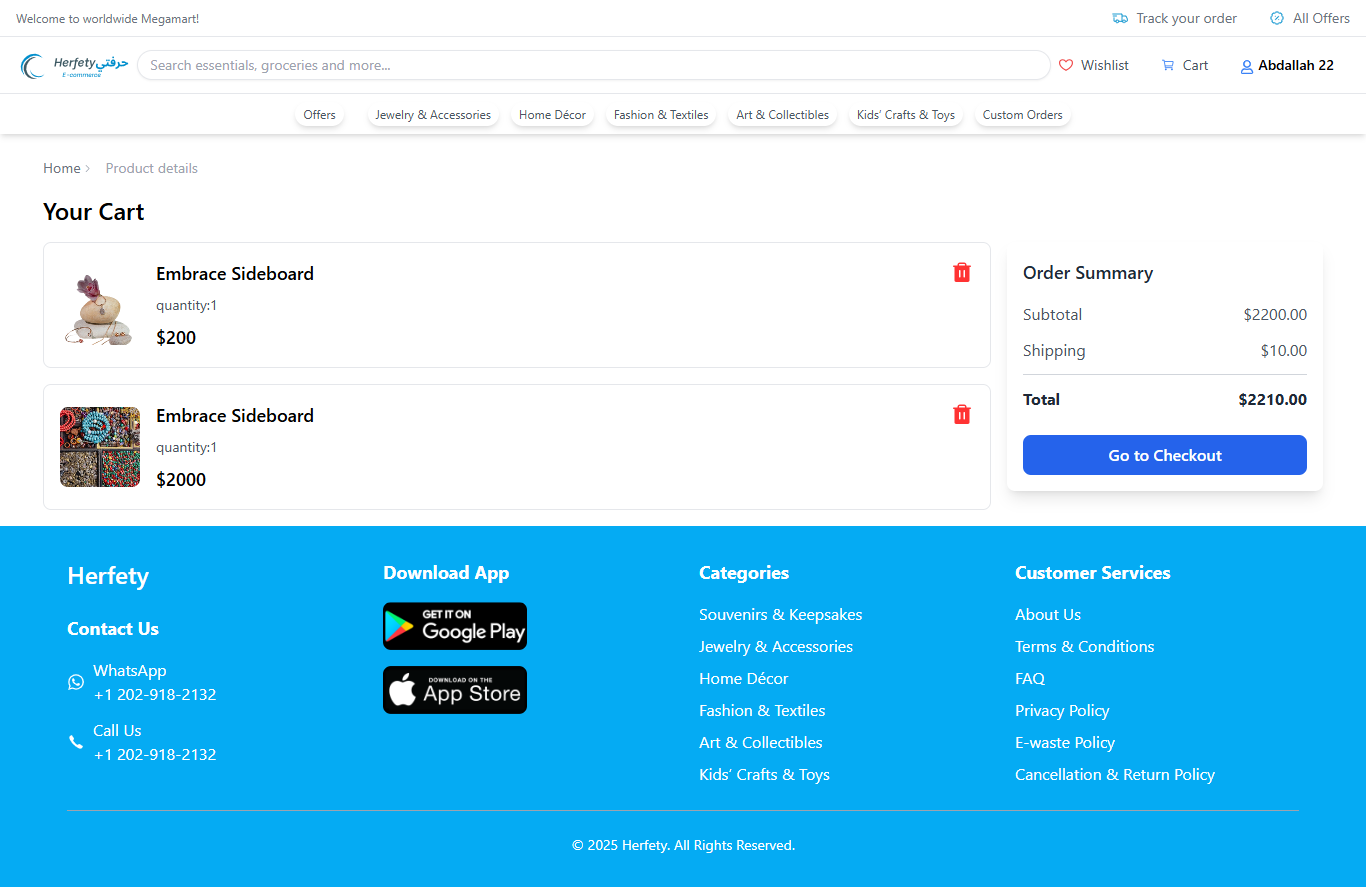 Welcome to worldwide Megamart!
Track your order
All Offers
Herfety حرفتي
E-commerce
Search essentials, groceries and more...
Wishlist
Cart
Abdallah 22
Offers
Jewelry & Accessories
Home Décor
Fashion & Textiles
Art & Collectibles
Kids’ Crafts & Toys
Custom Orders
Home
Product details
Your Cart
Embrace Sideboard
quantity:1
$200
Embrace Sideboard
quantity:1
$2000
Order Summary
Subtotal $2200.00
Shipping $10.00
Total $2210.00
Go to Checkout
Herfety
Contact Us
WhatsApp
+1 202-918-2132
Call Us
+1 202-918-2132
Download App
GET IT ON
Google Play
DOWNLOAD ON THE
App Store
Categories
Souvenirs & Keepsakes
Jewelry & Accessories
Home Décor
Fashion & Textiles
Art & Collectibles
Kids’ Crafts & Toys
Customer Services
About Us
Terms & Conditions
FAQ
Privacy Policy
E-waste Policy
Cancellation & Return Policy
© 2025 Herfety. All Rights Reserved.